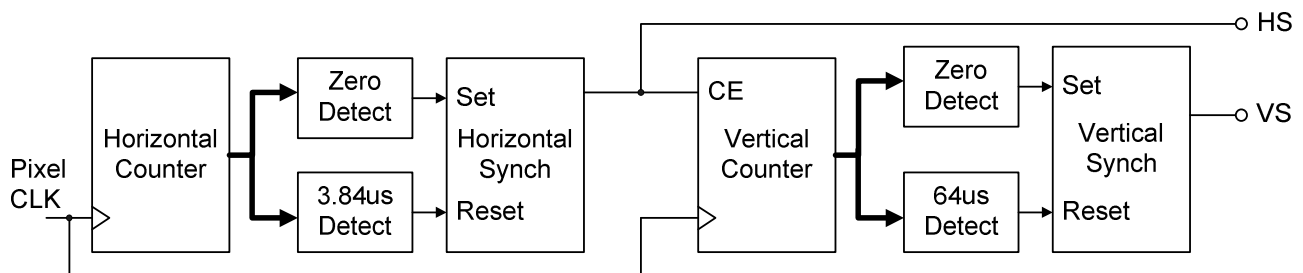 HS
Zero
Detect
Set
Horizontal
Counter
Horizontal
Synch
3.84us
Detect
Reset
Pixel
CLK
CE
Vertical
Counter
Zero
Detect
Set
Vertical
Synch
64us
Detect
Reset
VS